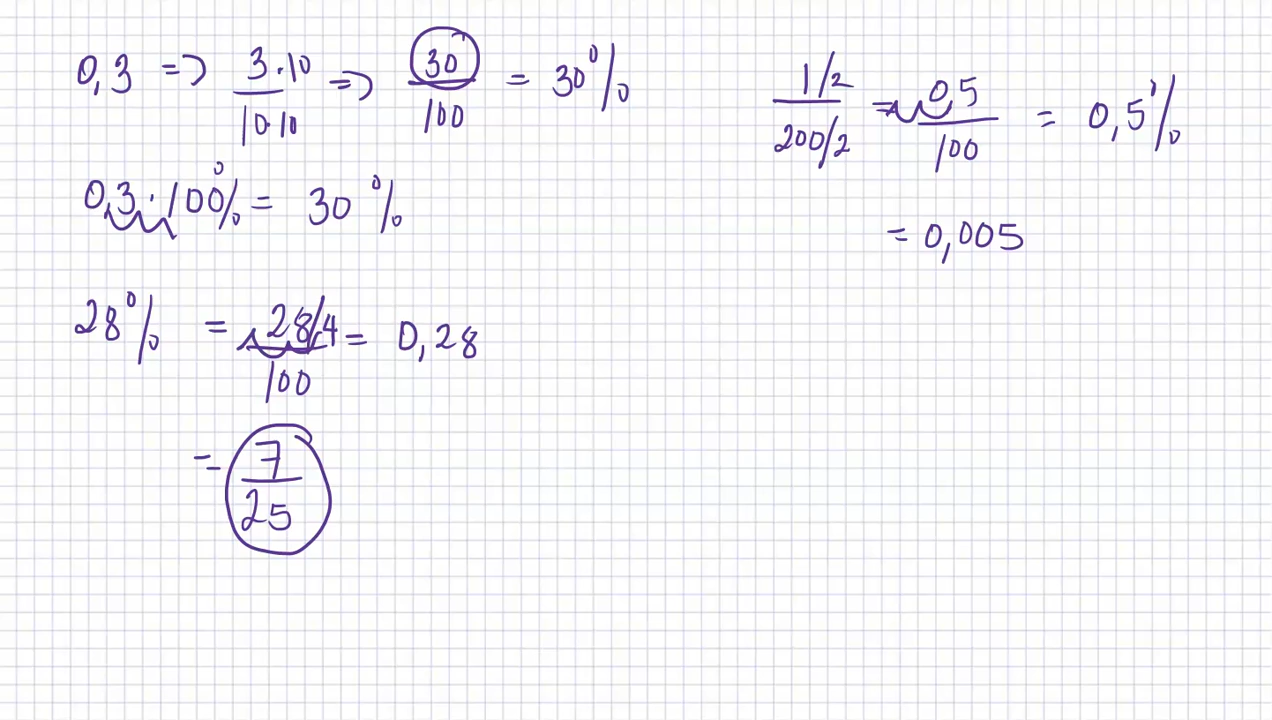 0,3 => 3·10/10·10 => 30/100 = 30%
0,3·100% = 30%
28% = 28/4/100 = 0,28
= 7/25
1/2/200/2 = 0,5/100 = 0,5%
= 0,005